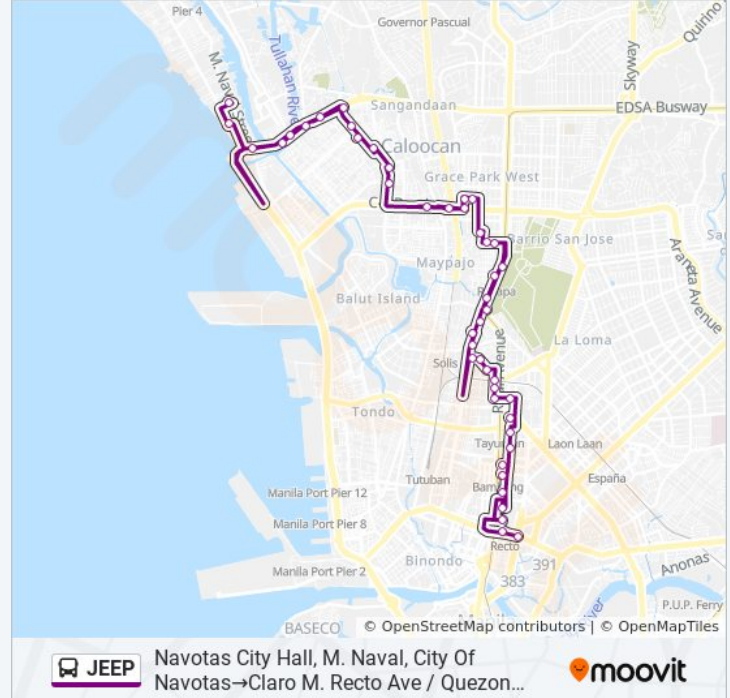 Pier 4
Governor Pascual
Quirino
Skyway
Tullahan River
M. Naval Street
Sangandaan
EDSA Busway
Caloocan
Grace Park West
Barrio San Jose
Araneta Avenue
Maypajo
Balut Island
La Loma
Solis
Avenue
Tondo
Laon Laan
España
Tutuban
Manila Port Pier 12
Manila Port Pier 8
Recto
Binondo
391
Anonas
Manila Port Pier 2
383
P.U.P. Ferry
BASECO
© OpenStreetMap contributors | © OpenMapTiles
JEEP
Navotas City Hall, M. Naval, City Of
Navotas→Claro M. Recto Ave / Quezon…
moovit